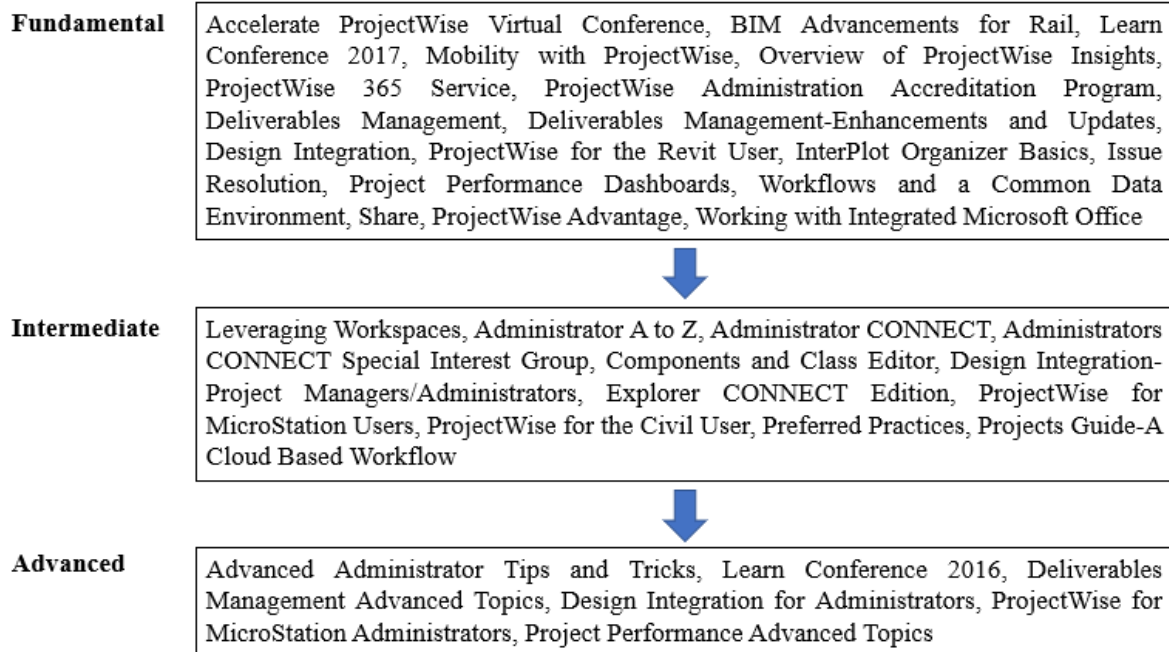 Fundamental
Accelerate ProjectWise Virtual Conference, BIM Advancements for Rail, Learn
Conference 2017, Mobility with ProjectWise, Overview of ProjectWise Insights,
ProjectWise 365 Service, ProjectWise Administration Accreditation Program,
Deliverables Management, Deliverables Management-Enhancements and Updates,
Design Integration, ProjectWise for the Revit User, InterPlot Organizer Basics, Issue
Resolution, Project Performance Dashboards, Workflows and a Common Data
Environment, Share, ProjectWise Advantage, Working with Integrated Microsoft Office
Intermediate
Leveraging Workspaces, Administrator A to Z, Administrator CONNECT, Administrators
CONNECT Special Interest Group, Components and Class Editor, Design Integration-
Project Managers/Administrators, Explorer CONNECT Edition, ProjectWise for
MicroStation Users, ProjectWise for the Civil User, Preferred Practices, Projects Guide-A
Cloud Based Workflow
Advanced
Advanced Administrator Tips and Tricks, Learn Conference 2016, Deliverables
Management Advanced Topics, Design Integration for Administrators, ProjectWise for
MicroStation Administrators, Project Performance Advanced Topics